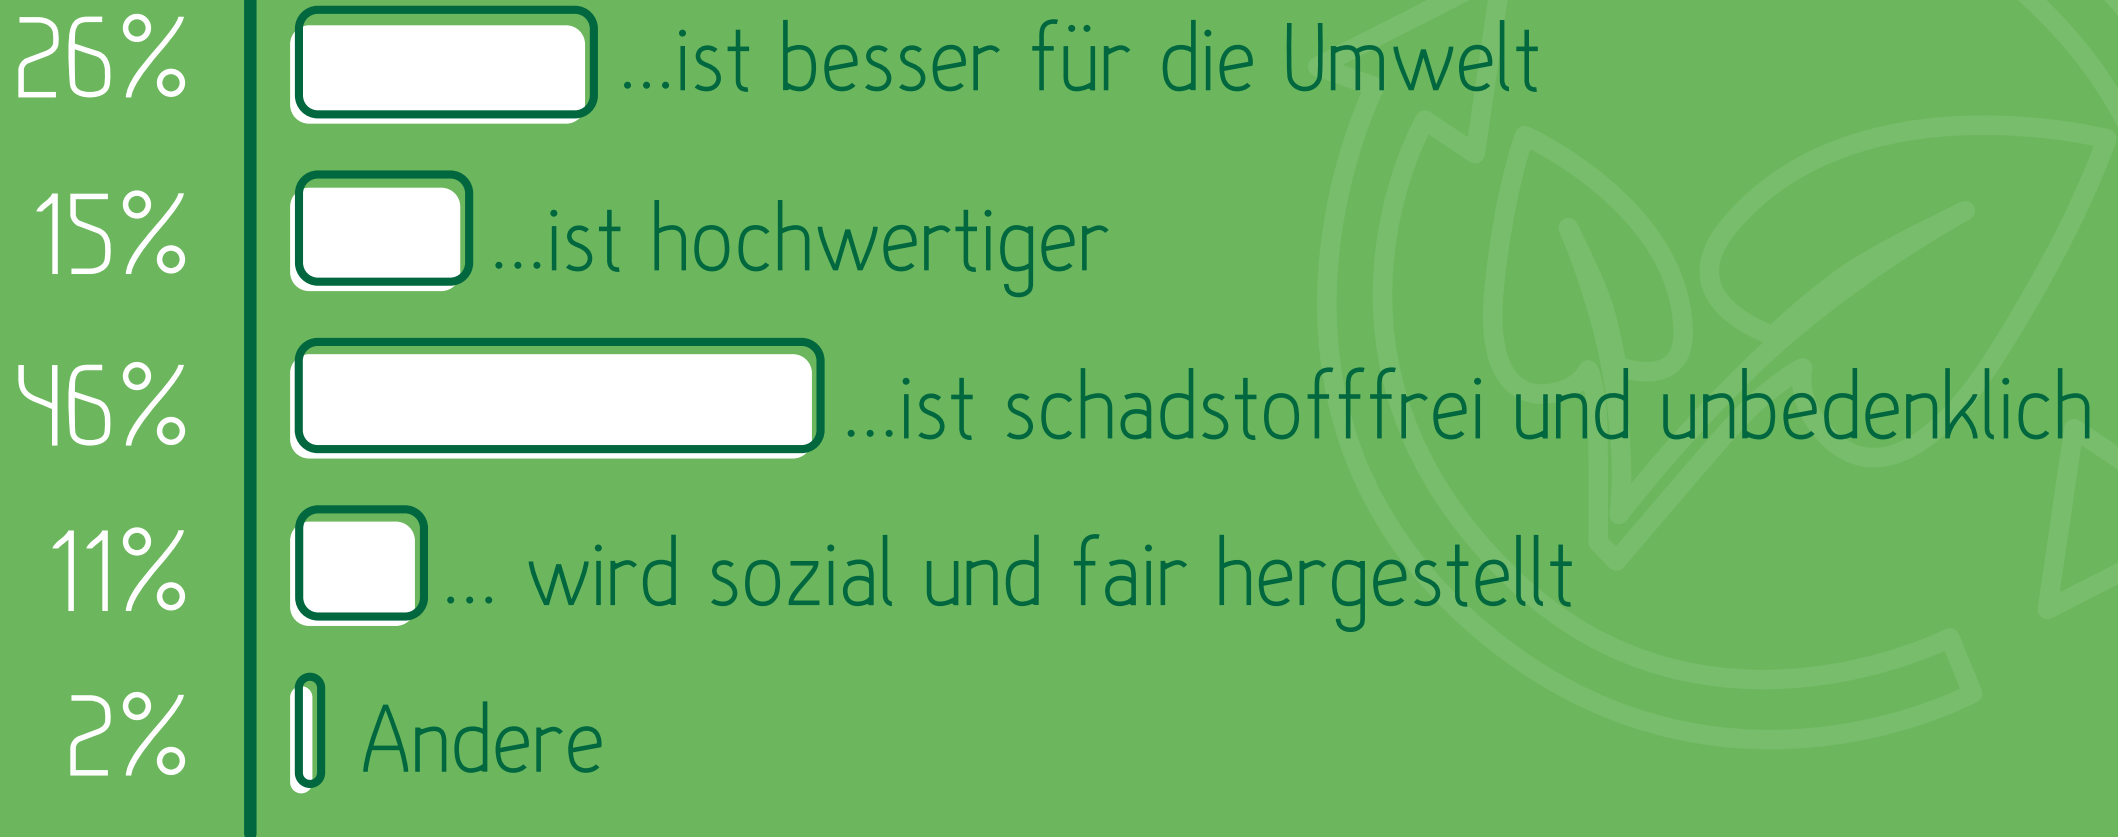 26% ...ist besser für die Umwelt
15% ...ist hochwertiger
46% ...ist schadstofffrei und unbedenklich
11% ... wird sozial und fair hergestellt
2% Andere